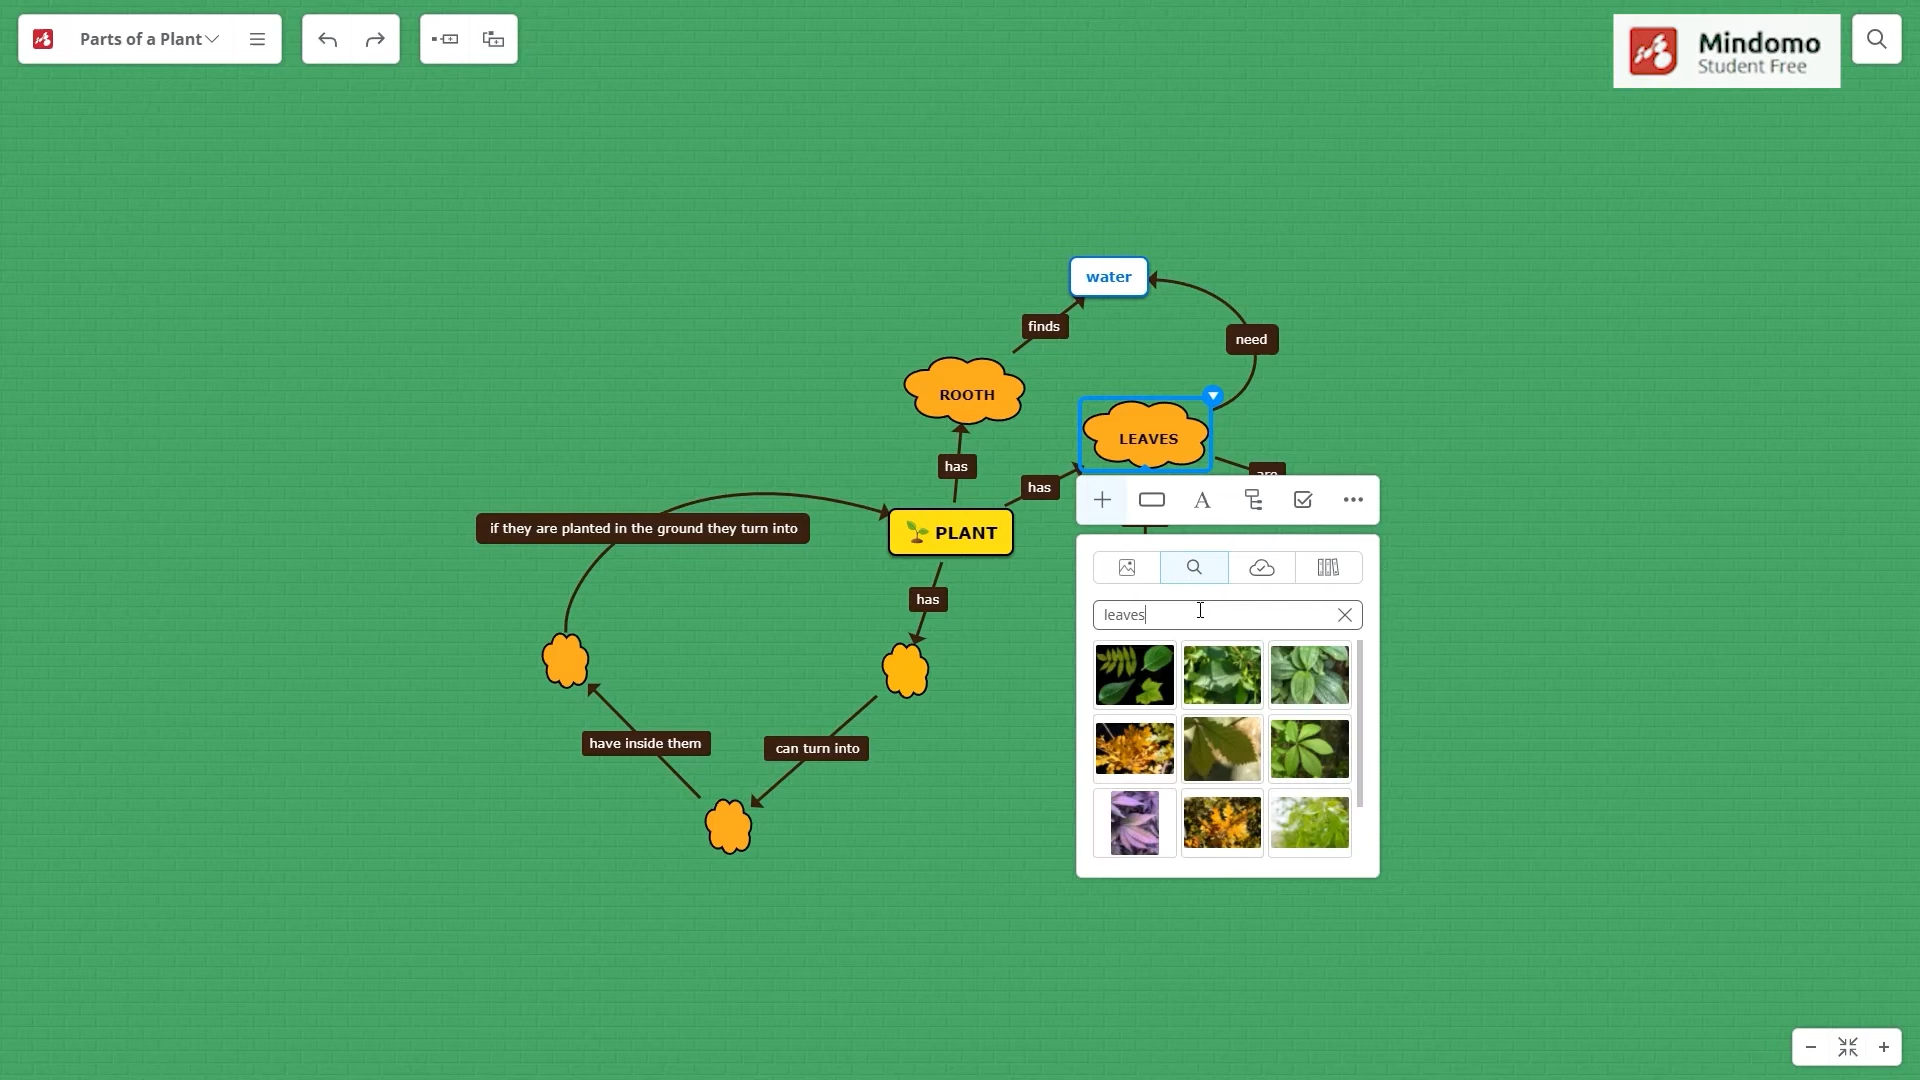 Parts of a Plant
Mindomo
Student Free
water
finds
need
ROOTH
LEAVES
are
has
has
if they are planted in the ground they turn into
PLANT
has
leaves
have inside them
can turn into